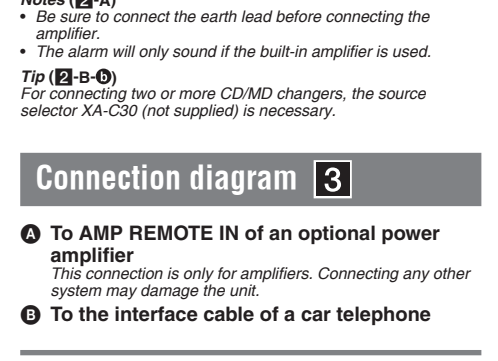 Notes (2-A)
• Be sure to connect the earth lead before connecting the
amplifier.
• The alarm will only sound if the built-in amplifier is used.
Tip (2-B-b)
For connecting two or more CD/MD changers, the source
selector XA-C30 (not supplied) is necessary.
Connection diagram 3
A To AMP REMOTE IN of an optional power
amplifier
This connection is only for amplifiers. Connecting any other
system may damage the unit.
B To the interface cable of a car telephone